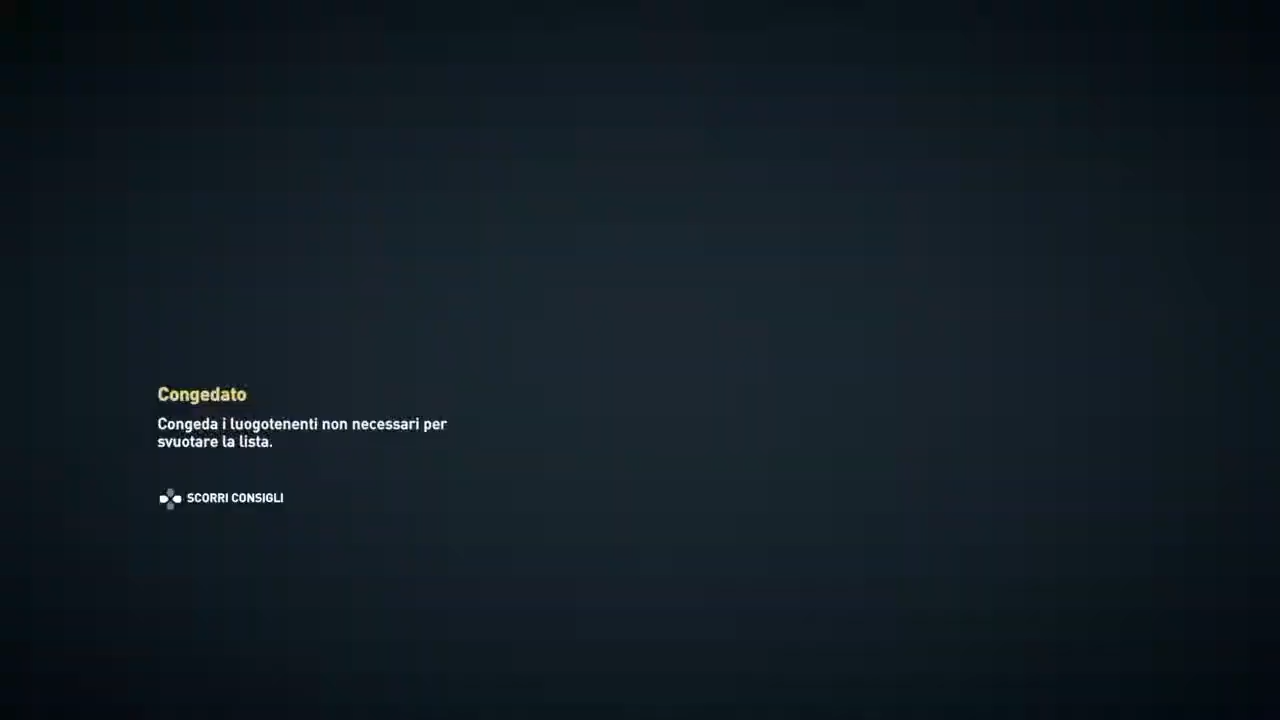 Congedato
Congeda i luogotenenti non necessari per
svuotare la lista.
SCORRI CONSIGLI